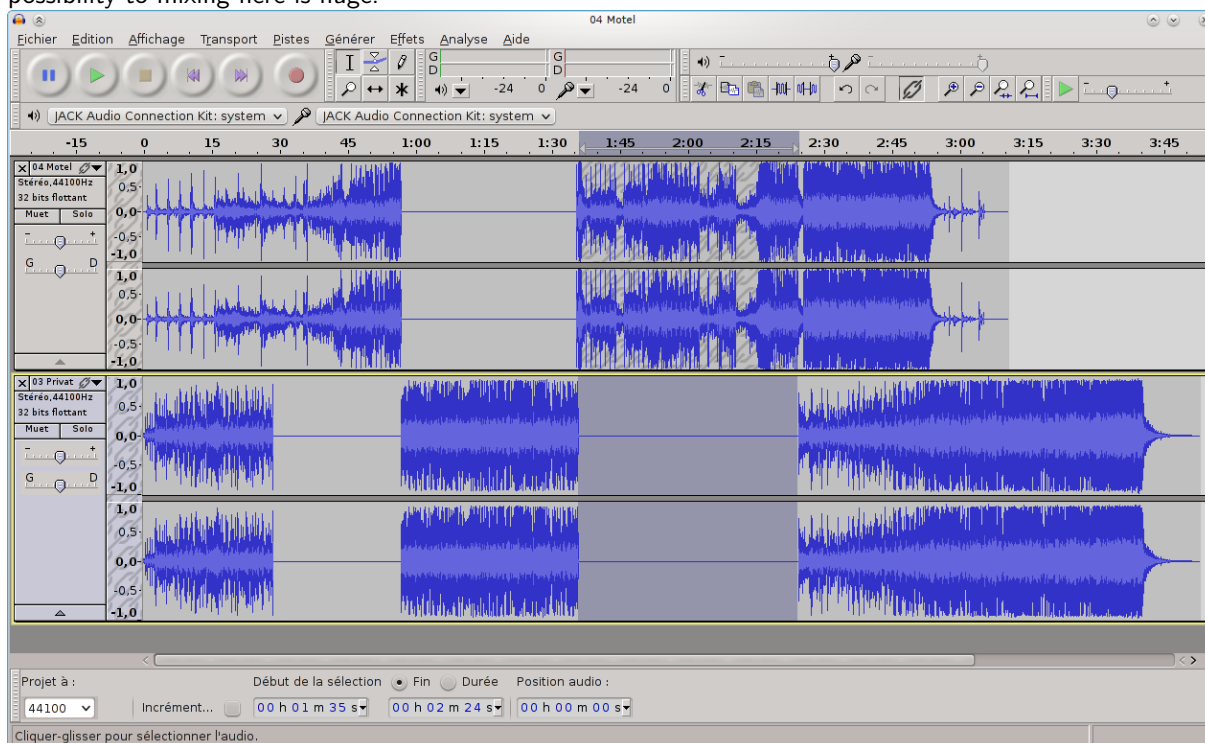 possibility to mixing here is huge.
04 Motel
Fichier Edition Affichage Transport Pistes Générer Effets Analyse Aide
G
D
-24 0
G
D
-24 0
JACK Audio Connection Kit: system
JACK Audio Connection Kit: system
-15 0 15 30 45 1:00 1:15 1:30 1:45 2:00 2:15 2:30 2:45 3:00 3:15 3:30 3:45
04 Motel
Stéréo,44100Hz
32 bits flottant
Muet Solo
- +
G D
1,0
0,5
0,0
-0,5
-1,0
1,0
0,5
0,0
-0,5
-1,0
03 Privat
Stéréo,44100Hz
32 bits flottant
Muet Solo
- +
G D
1,0
0,5
0,0
-0,5
-1,0
1,0
0,5
0,0
-0,5
-1,0
Projet à : Début de la sélection Fin Durée Position audio :
44100 Incrément... 00 h 01 m 35 s 00 h 02 m 24 s 00 h 00 m 00 s
Cliquer-glisser pour sélectionner l'audio.